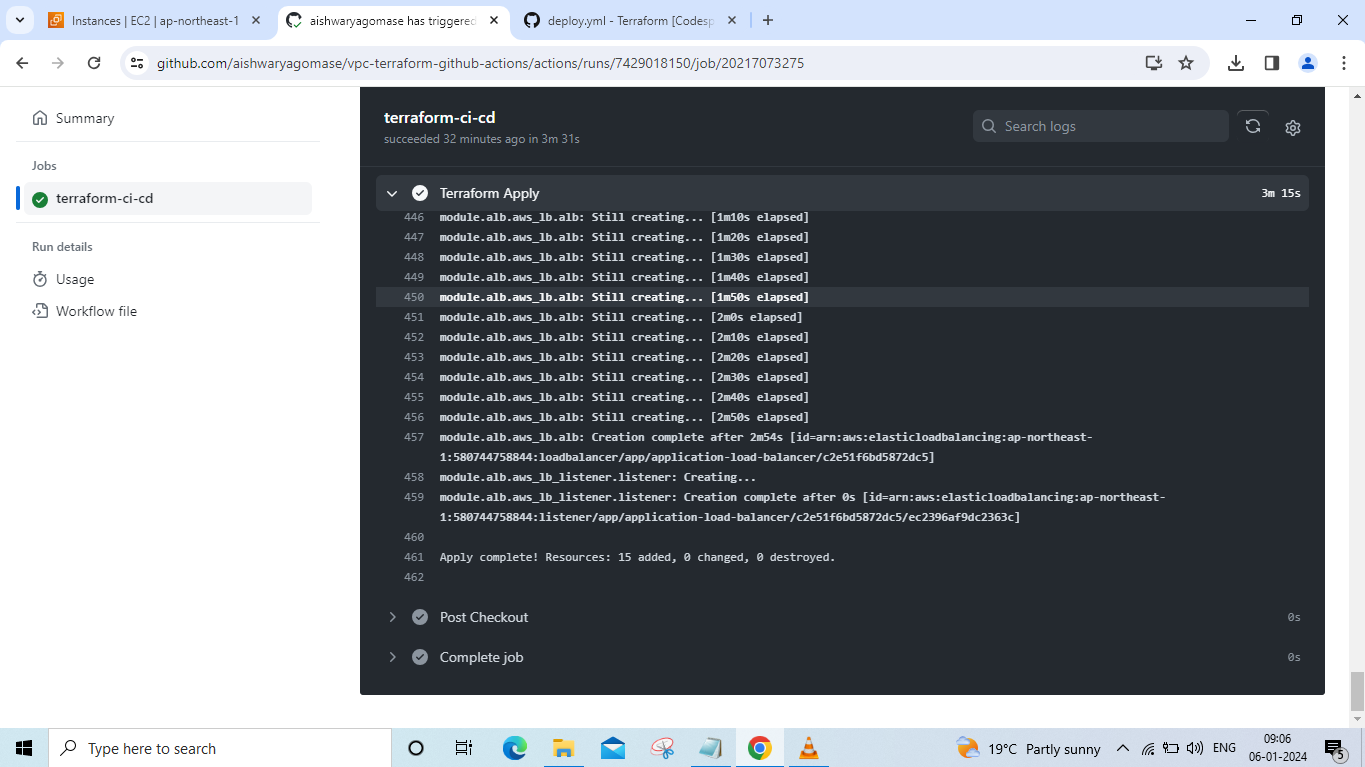 Instances | EC2 | ap-northeast-1
aishwaryagomase has triggered
deploy.yml - Terraform [Codesp
github.com/aishwaryagomase/vpc-terraform-github-actions/actions/runs/7429018150/job/20217073275
Summary
Jobs
terraform-ci-cd
Run details
Usage
Workflow file
terraform-ci-cd
succeeded 32 minutes ago in 3m 31s
Search logs
Terraform Apply 3m 15s
446 module.alb.aws_lb.alb: Still creating... [1m10s elapsed]
447 module.alb.aws_lb.alb: Still creating... [1m20s elapsed]
448 module.alb.aws_lb.alb: Still creating... [1m30s elapsed]
449 module.alb.aws_lb.alb: Still creating... [1m40s elapsed]
450 module.alb.aws_lb.alb: Still creating... [1m50s elapsed]
451 module.alb.aws_lb.alb: Still creating... [2m0s elapsed]
452 module.alb.aws_lb.alb: Still creating... [2m10s elapsed]
453 module.alb.aws_lb.alb: Still creating... [2m20s elapsed]
454 module.alb.aws_lb.alb: Still creating... [2m30s elapsed]
455 module.alb.aws_lb.alb: Still creating... [2m40s elapsed]
456 module.alb.aws_lb.alb: Still creating... [2m50s elapsed]
457 module.alb.aws_lb.alb: Creation complete after 2m54s [id=arn:aws:elasticloadbalancing:ap-northeast-
1:580744758844:loadbalancer/app/application-load-balancer/c2e51f6bd5872dc5]
458 module.alb.aws_lb_listener.listener: Creating...
459 module.alb.aws_lb_listener.listener: Creation complete after 0s [id=arn:aws:elasticloadbalancing:ap-northeast-
1:580744758844:listener/app/application-load-balancer/c2e51f6bd5872dc5/ec2396af9dc2363c]
460
461 Apply complete! Resources: 15 added, 0 changed, 0 destroyed.
462
Post Checkout 0s
Complete job 0s
Type here to search
19°C Partly sunny
ENG
09:06
06-01-2024
5